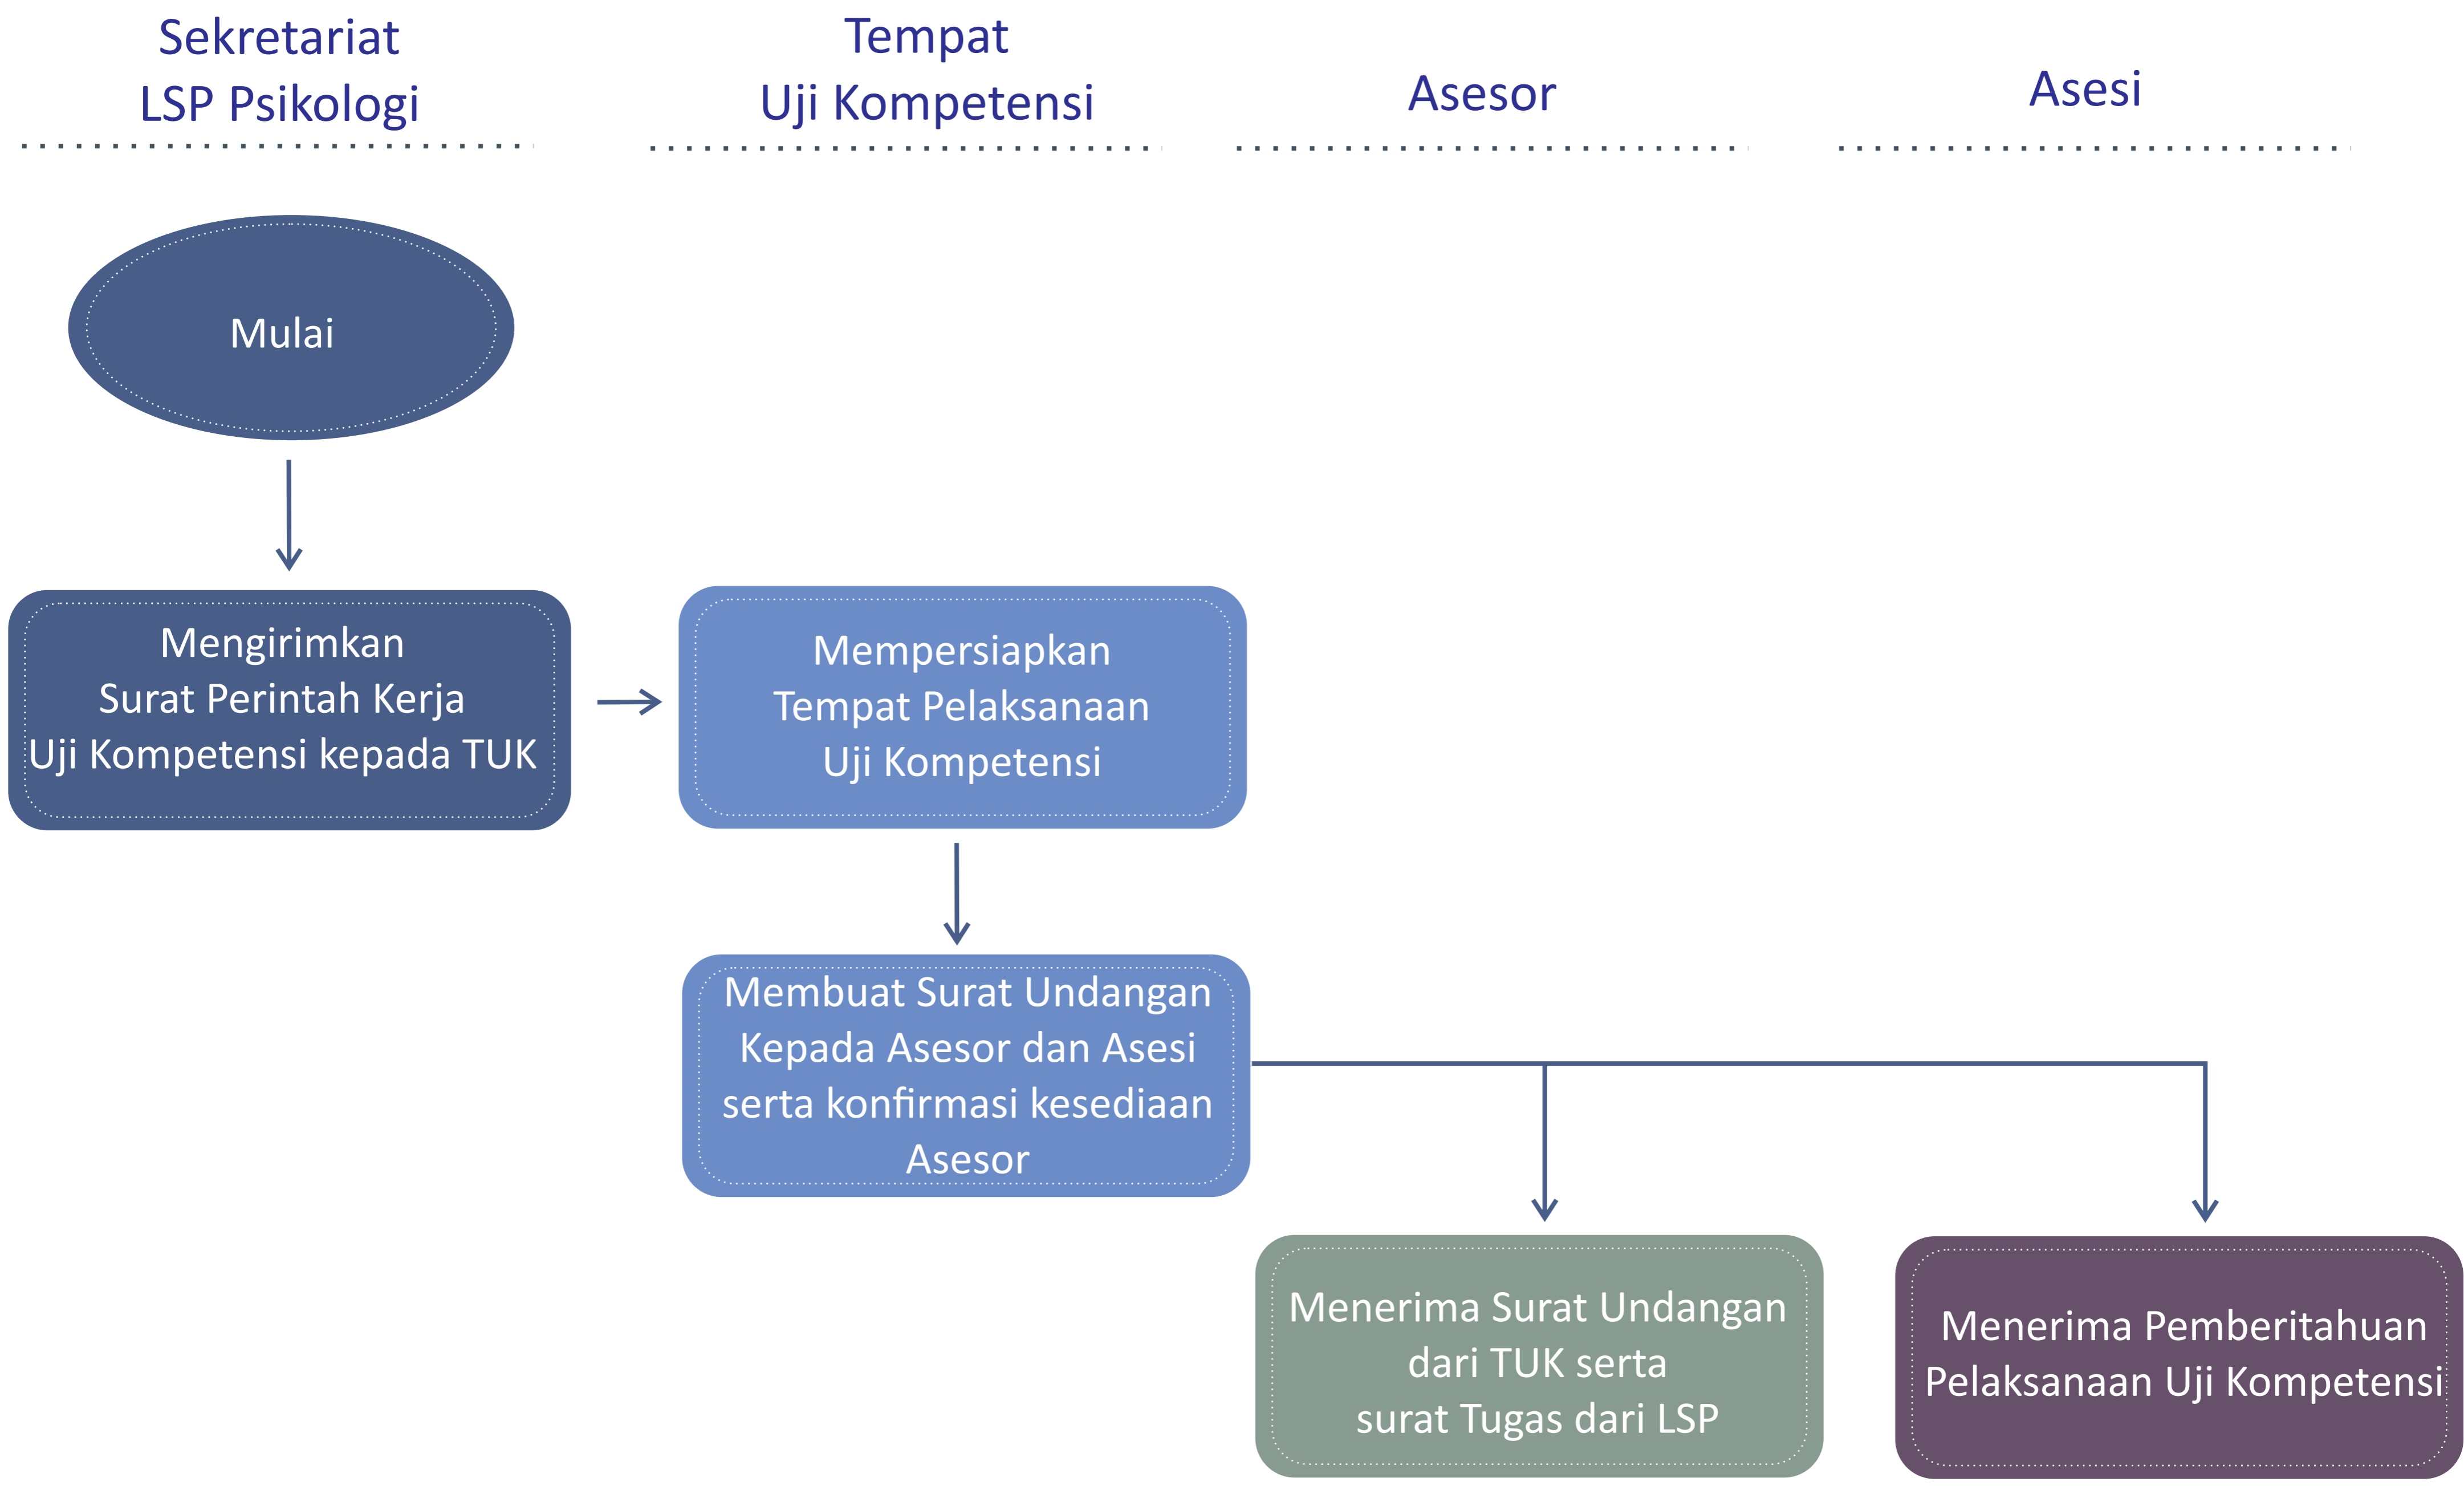 Sekretariat
LSP Psikologi
Tempat
Uji Kompetensi
Asesor
Asesi
Mulai
Mengirimkan
Surat Perintah Kerja
Uji Kompetensi kepada TUK
Mempersiapkan
Tempat Pelaksanaan
Uji Kompetensi
Membuat Surat Undangan
Kepada Asesor dan Asesi
serta konfirmasi kesediaan
Asesor
Menerima Surat Undangan
dari TUK serta
surat Tugas dari LSP
Menerima Pemberitahuan
Pelaksanaan Uji Kompetensi